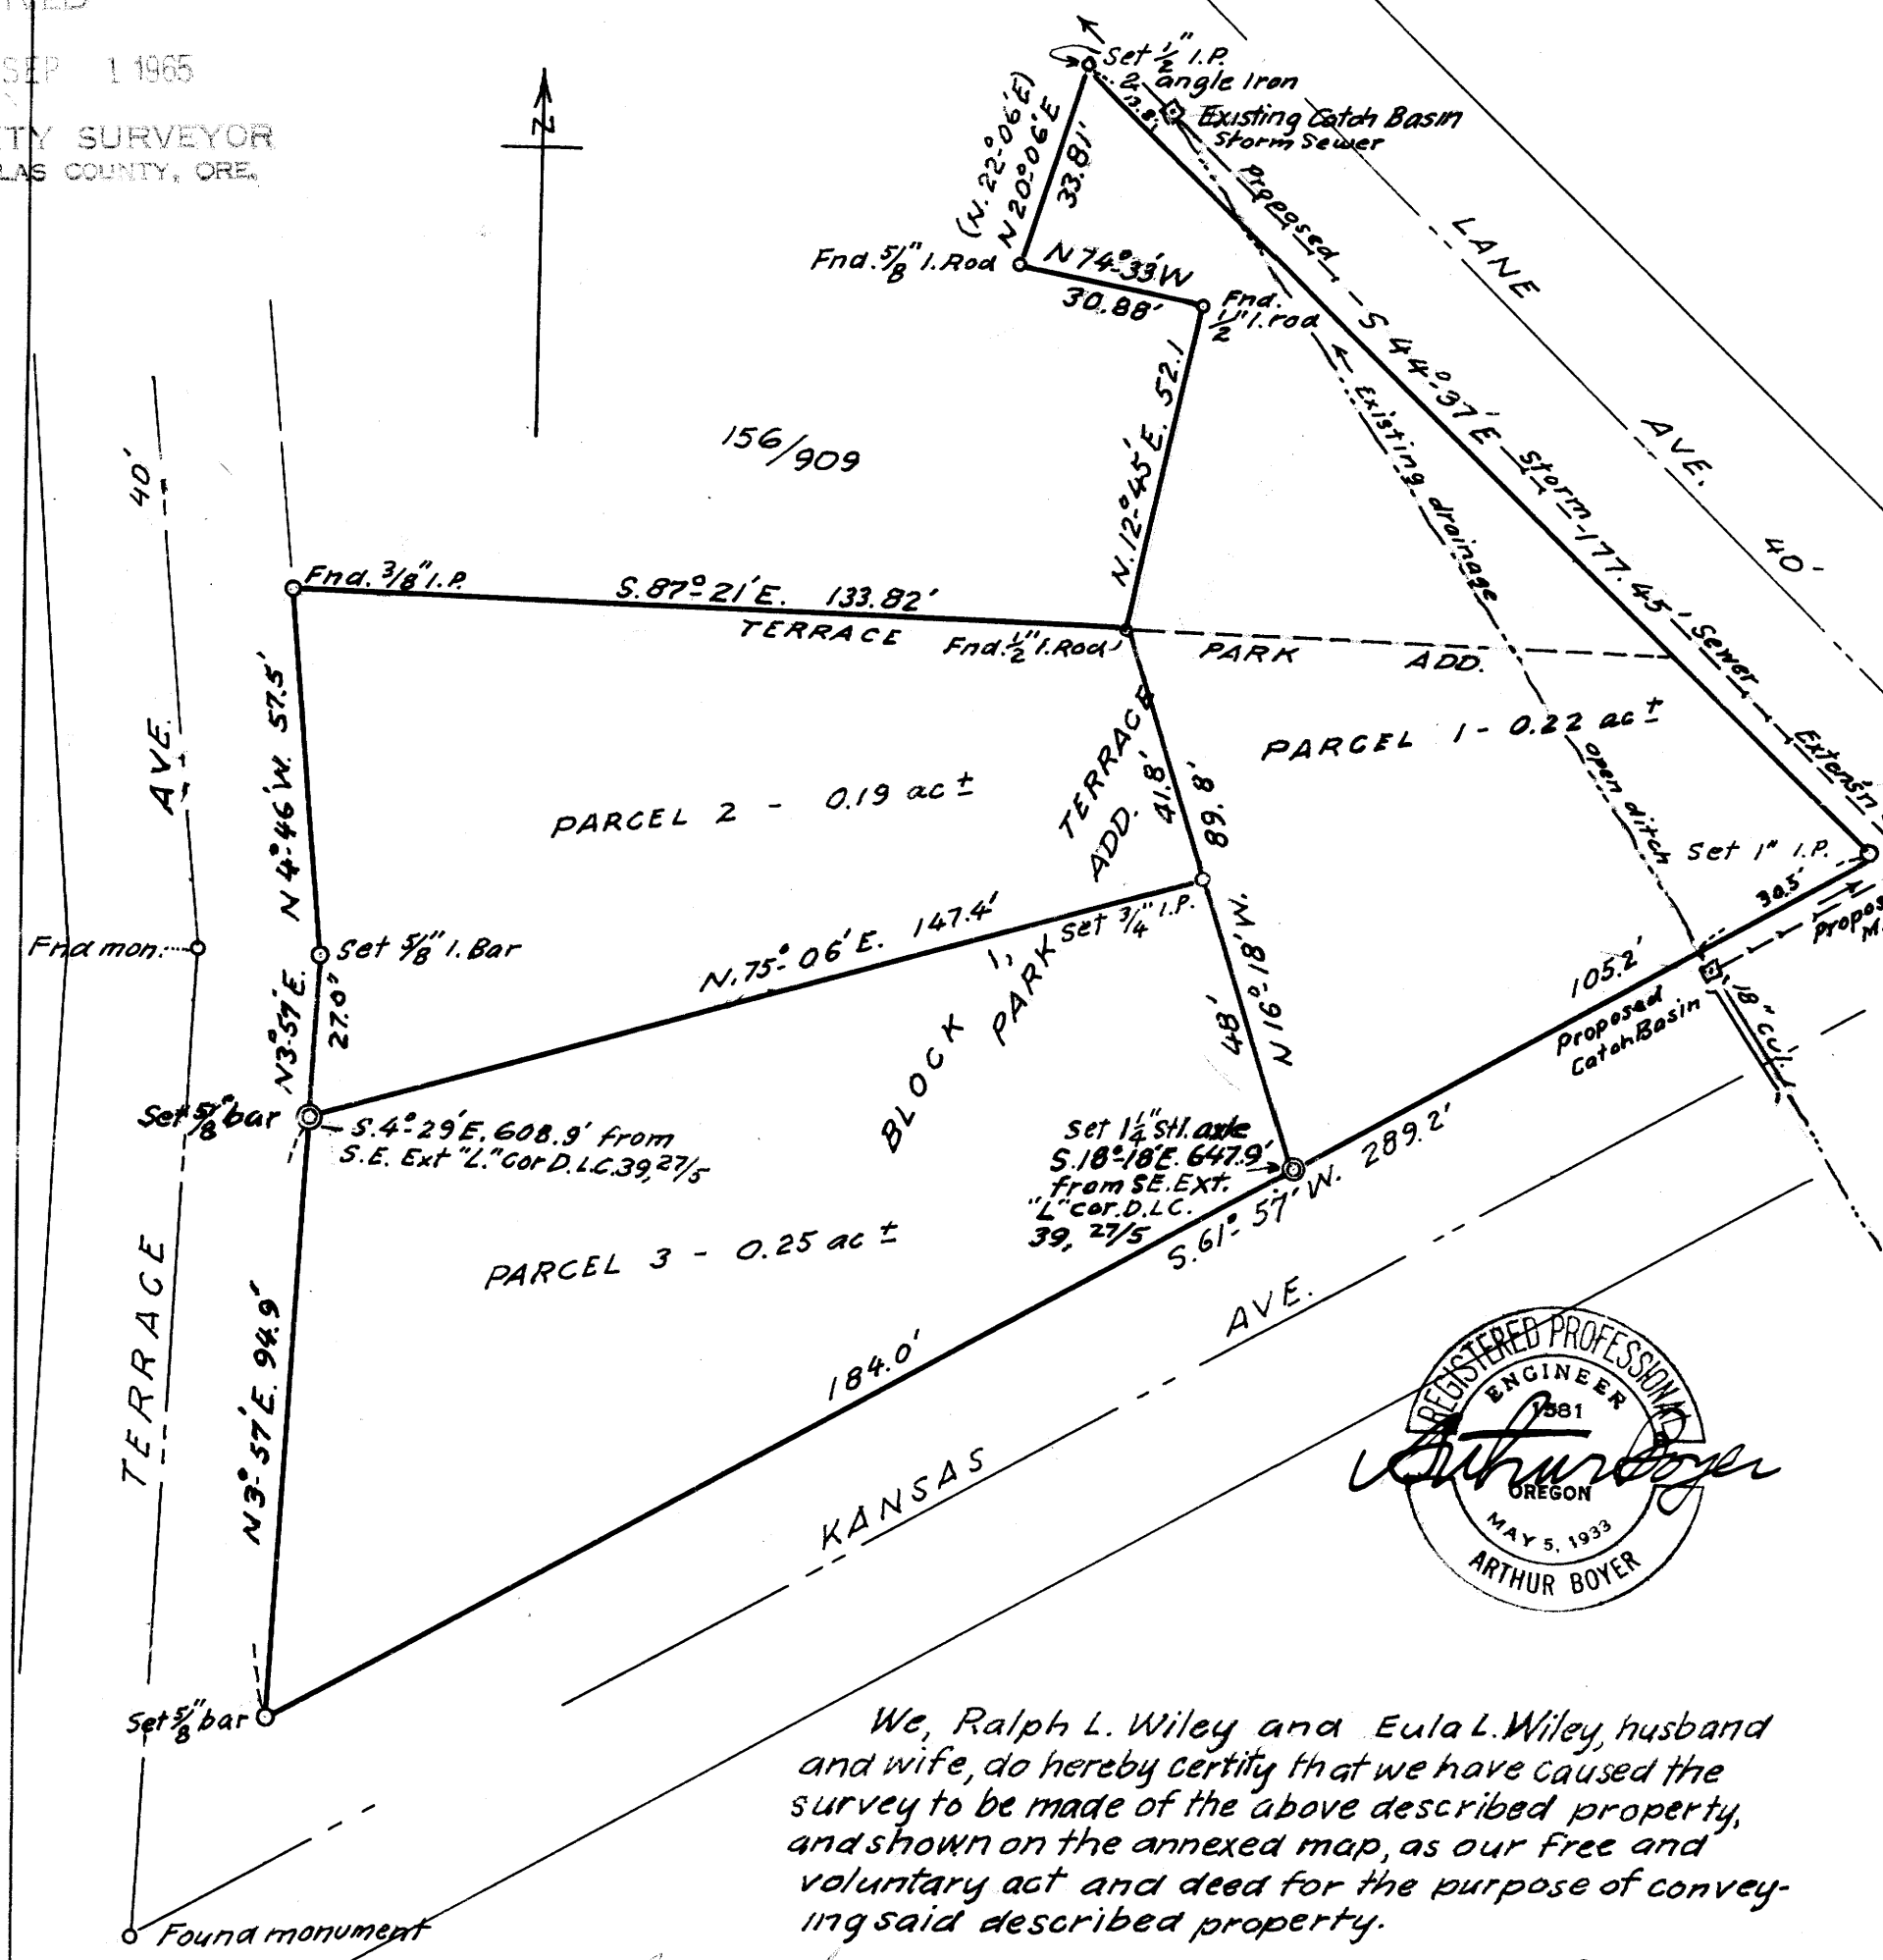 SEP 1 1965
SURVEYOR
COUNTY, ORE.
N
Set 1/2" I.P.
& angle Iron
Existing Catch Basin
Storm Sewer
(N. 22°-06'E)
N 20°-06'E
33.81'
Fnd. 5/8" I. Rod
N 74°-33'W
30.88'
Fnd.
1/2" I. rod
Proposed Storm Sewer Extens'n
S 44°-37'E 177.45'
LANE AVE. 40'
Existing drainage
open ditch
N. 12°-45'E. 52.1
156/909
40'
Fnd. 3/8" I.P.
S. 87°-21'E. 133.82'
TERRACE PARK ADD.
Fnd. 1/2" I. Rod
N 4°-46'W. 57.5'
PARCEL 1 - 0.22 ac ±
PARCEL 2 - 0.19 ac ±
TERRACE
ADD.
41.8'
89.8'
Set 1" I.P.
30.5'
Fnd mon.
Set 5/8" I. Bar
N. 75°-06'E. 147.4'
Set 3/4" I.P.
N 3°-57'E.
27.0'
BLOCK 1,
PARK
48'
N 16°-18'W.
105.2'
Proposed
Catch Basin
18" cul.
Set 5/8" bar
S. 4°-29'E. 608.9' from
S.E. Ext "L." Cor D.L.C. 39, 27/5
Set 1 1/4" stl. axle
S. 18°-18'E. 647.9'
from SE. Ext.
"L" Cor. D.L.C.
39, 27/5
S. 61°-57'W. 289.2'
PARCEL 3 - 0.25 ac ±
N 3°-57'E. 94.9'
184.0'
TERRACE AVE.
KANSAS AVE.
REGISTERED PROFESSIONAL
ENGINEER
1581
Arthur Boyer
OREGON
MAY 5, 1933
ARTHUR BOYER
Set 5/8" bar
Found monument
We, Ralph L. Wiley and Eula L. Wiley, husband
and wife, do hereby certify that we have caused the
survey to be made of the above described property,
and shown on the annexed map, as our free and
voluntary act and deed for the purpose of convey-
ing said described property.